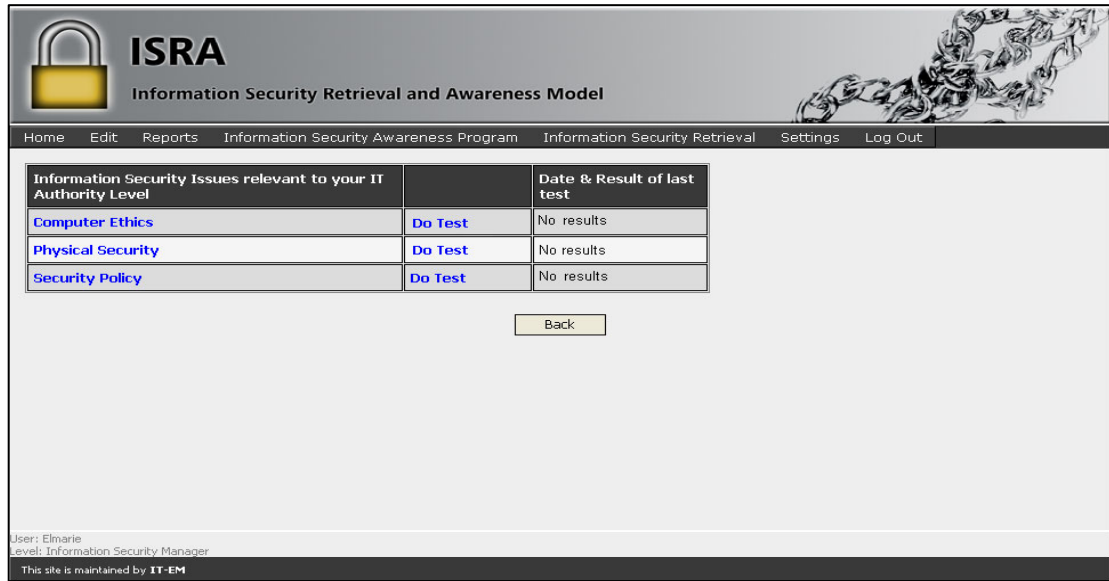 ISRA
Information Security Retrieval and Awareness Model
Home Edit Reports Information Security Awareness Program Information Security Retrieval Settings Log Out
Information Security Issues relevant to your IT Authority Level
Date & Result of last test
Computer Ethics Do Test No results
Physical Security Do Test No results
Security Policy Do Test No results
Back
User: Elmarie
Level: Information Security Manager
This site is maintained by IT-EM